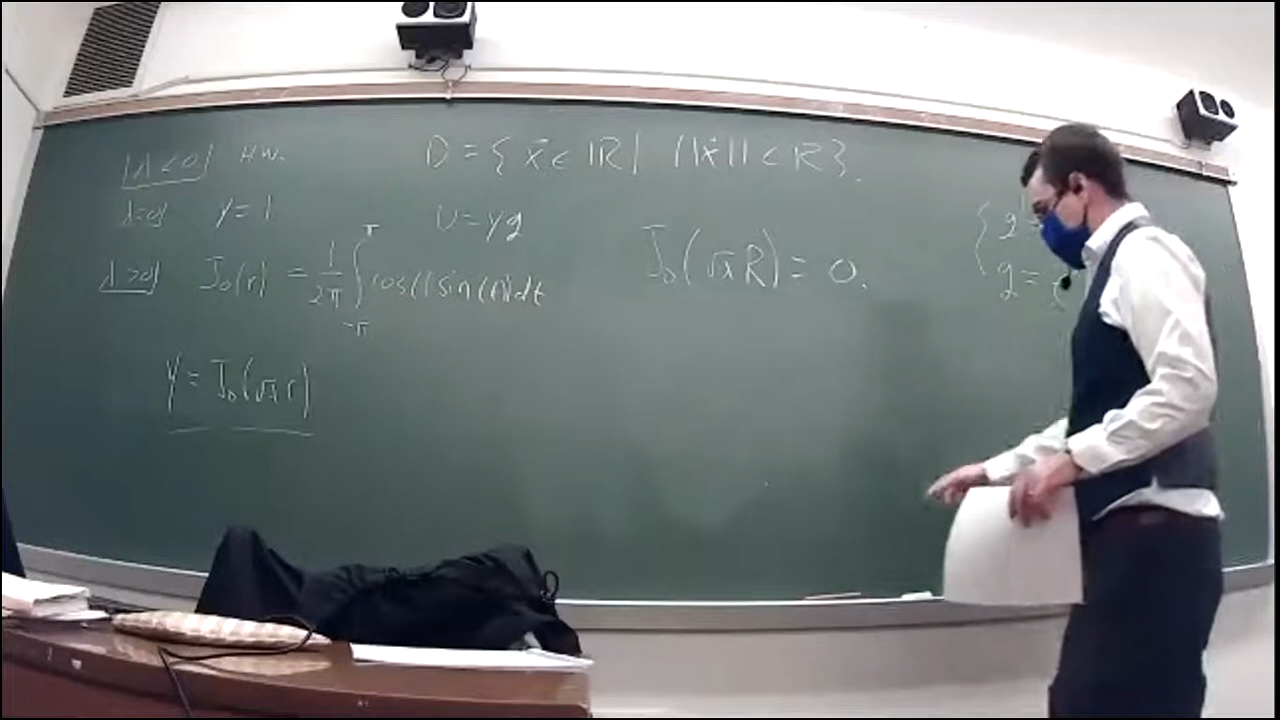 |λ<0| H.W.
λ=0| y=1
λ>0| J₀(r) = 1/2π ∫_{-π}^{π} cos(r sin(t))dt
y = J₀(√λ r)
D = { x⃗ ∈ ℝ | ||x⃗|| < R }.
u = yg
J₀(√λ R) = 0.
{ g'
g =